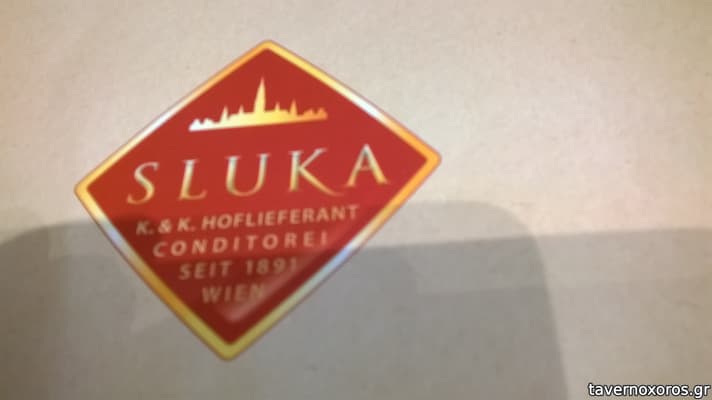 SLUKA
K. & K. HOFLIEFERANT
CONDITOREI
SEIT 1891
WIEN
tavernoxoros.gr